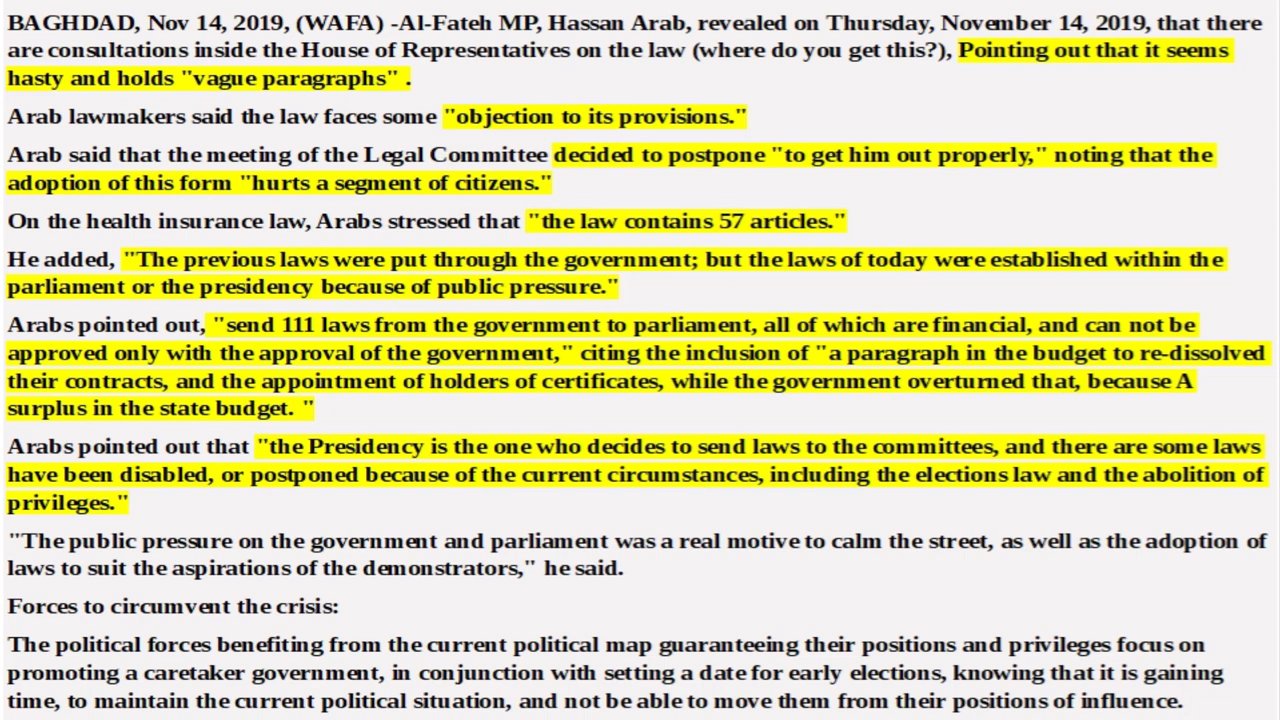 BAGHDAD, Nov 14, 2019, (WAFA) -Al-Fateh MP, Hassan Arab, revealed on Thursday, November 14, 2019, that there
are consultations inside the House of Representatives on the law (where do you get this?), Pointing out that it seems
hasty and holds "vague paragraphs" .
Arab lawmakers said the law faces some "objection to its provisions."
Arab said that the meeting of the Legal Committee decided to postpone "to get him out properly," noting that the
adoption of this form "hurts a segment of citizens."
On the health insurance law, Arabs stressed that "the law contains 57 articles."
He added, "The previous laws were put through the government; but the laws of today were established within the
parliament or the presidency because of public pressure."
Arabs pointed out, "send 111 laws from the government to parliament, all of which are financial, and can not be
approved only with the approval of the government," citing the inclusion of "a paragraph in the budget to re-dissolved
their contracts, and the appointment of holders of certificates, while the government overturned that, because A
surplus in the state budget. "
Arabs pointed out that "the Presidency is the one who decides to send laws to the committees, and there are some laws
have been disabled, or postponed because of the current circumstances, including the elections law and the abolition of
privileges."
"The public pressure on the government and parliament was a real motive to calm the street, as well as the adoption of
laws to suit the aspirations of the demonstrators," he said.
Forces to circumvent the crisis:
The political forces benefiting from the current political map guaranteeing their positions and privileges focus on
promoting a caretaker government, in conjunction with setting a date for early elections, knowing that it is gaining
time, to maintain the current political situation, and not be able to move them from their positions of influence.